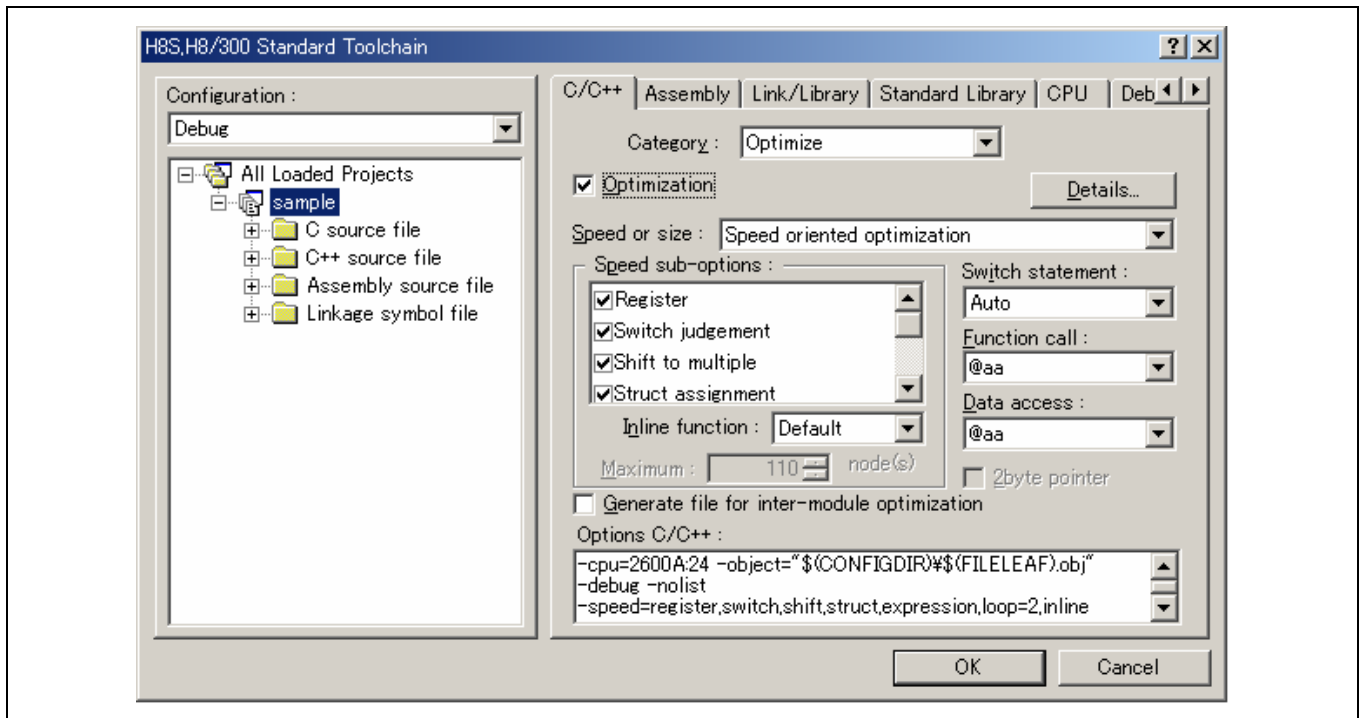 H8S,H8/300 Standard Toolchain
Configuration :
Debug
All Loaded Projects
sample
C source file
C++ source file
Assembly source file
Linkage symbol file
C/C++ Assembly Link/Library Standard Library CPU Deb
Category : Optimize
Optimization
Details...
Speed or size : Speed oriented optimization
Speed sub-options :
Register
Switch judgement
Shift to multiple
Struct assignment
Inline function : Default
Maximum : 110 node(s)
Switch statement :
Auto
Function call :
@aa
Data access :
@aa
2byte pointer
Generate file for inter-module optimization
Options C/C++ :
-cpu=2600A:24 -object="$(CONFIGDIR)¥$(FILELEAF).obj"
-debug -nolist
-speed=register,switch,shift,struct,expression,loop=2,inline
OK Cancel